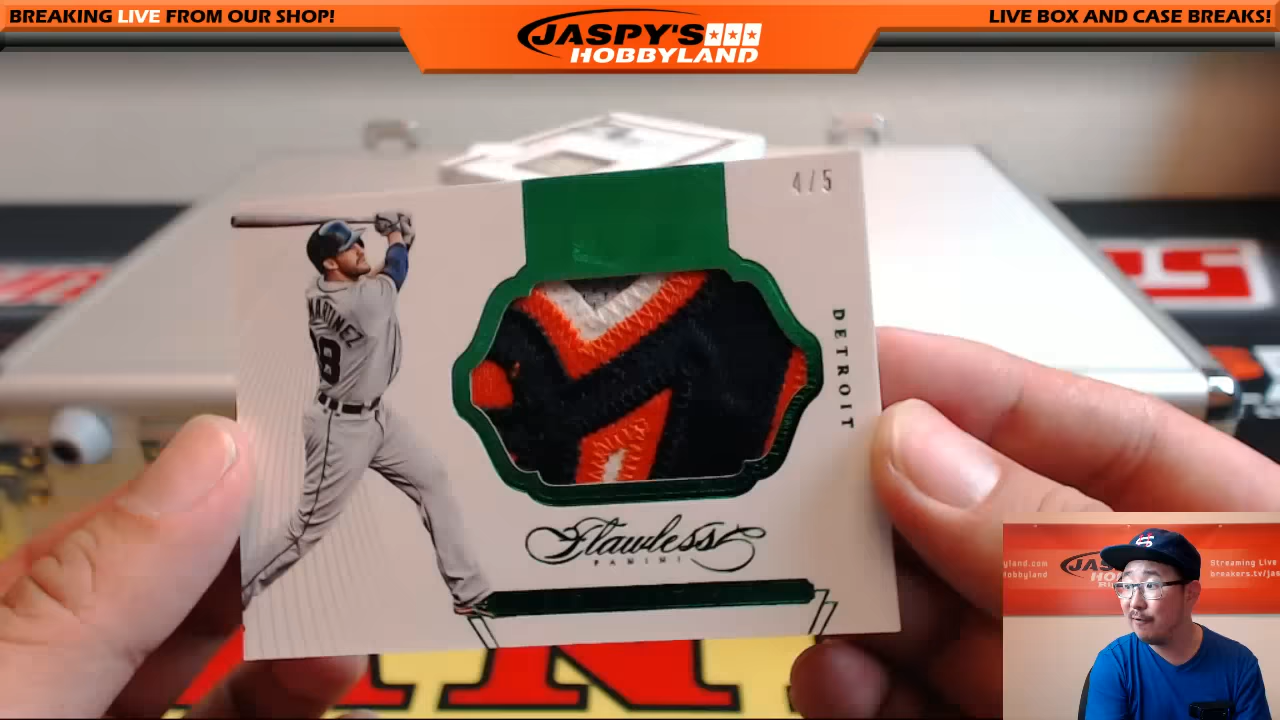 BREAKING LIVE FROM OUR SHOP!
JASPY'S
HOBBYLAND
LIVE BOX AND CASE BREAKS!
4/5
DETROIT
MARTINEZ
Flawless
PANINI
Streaming Live